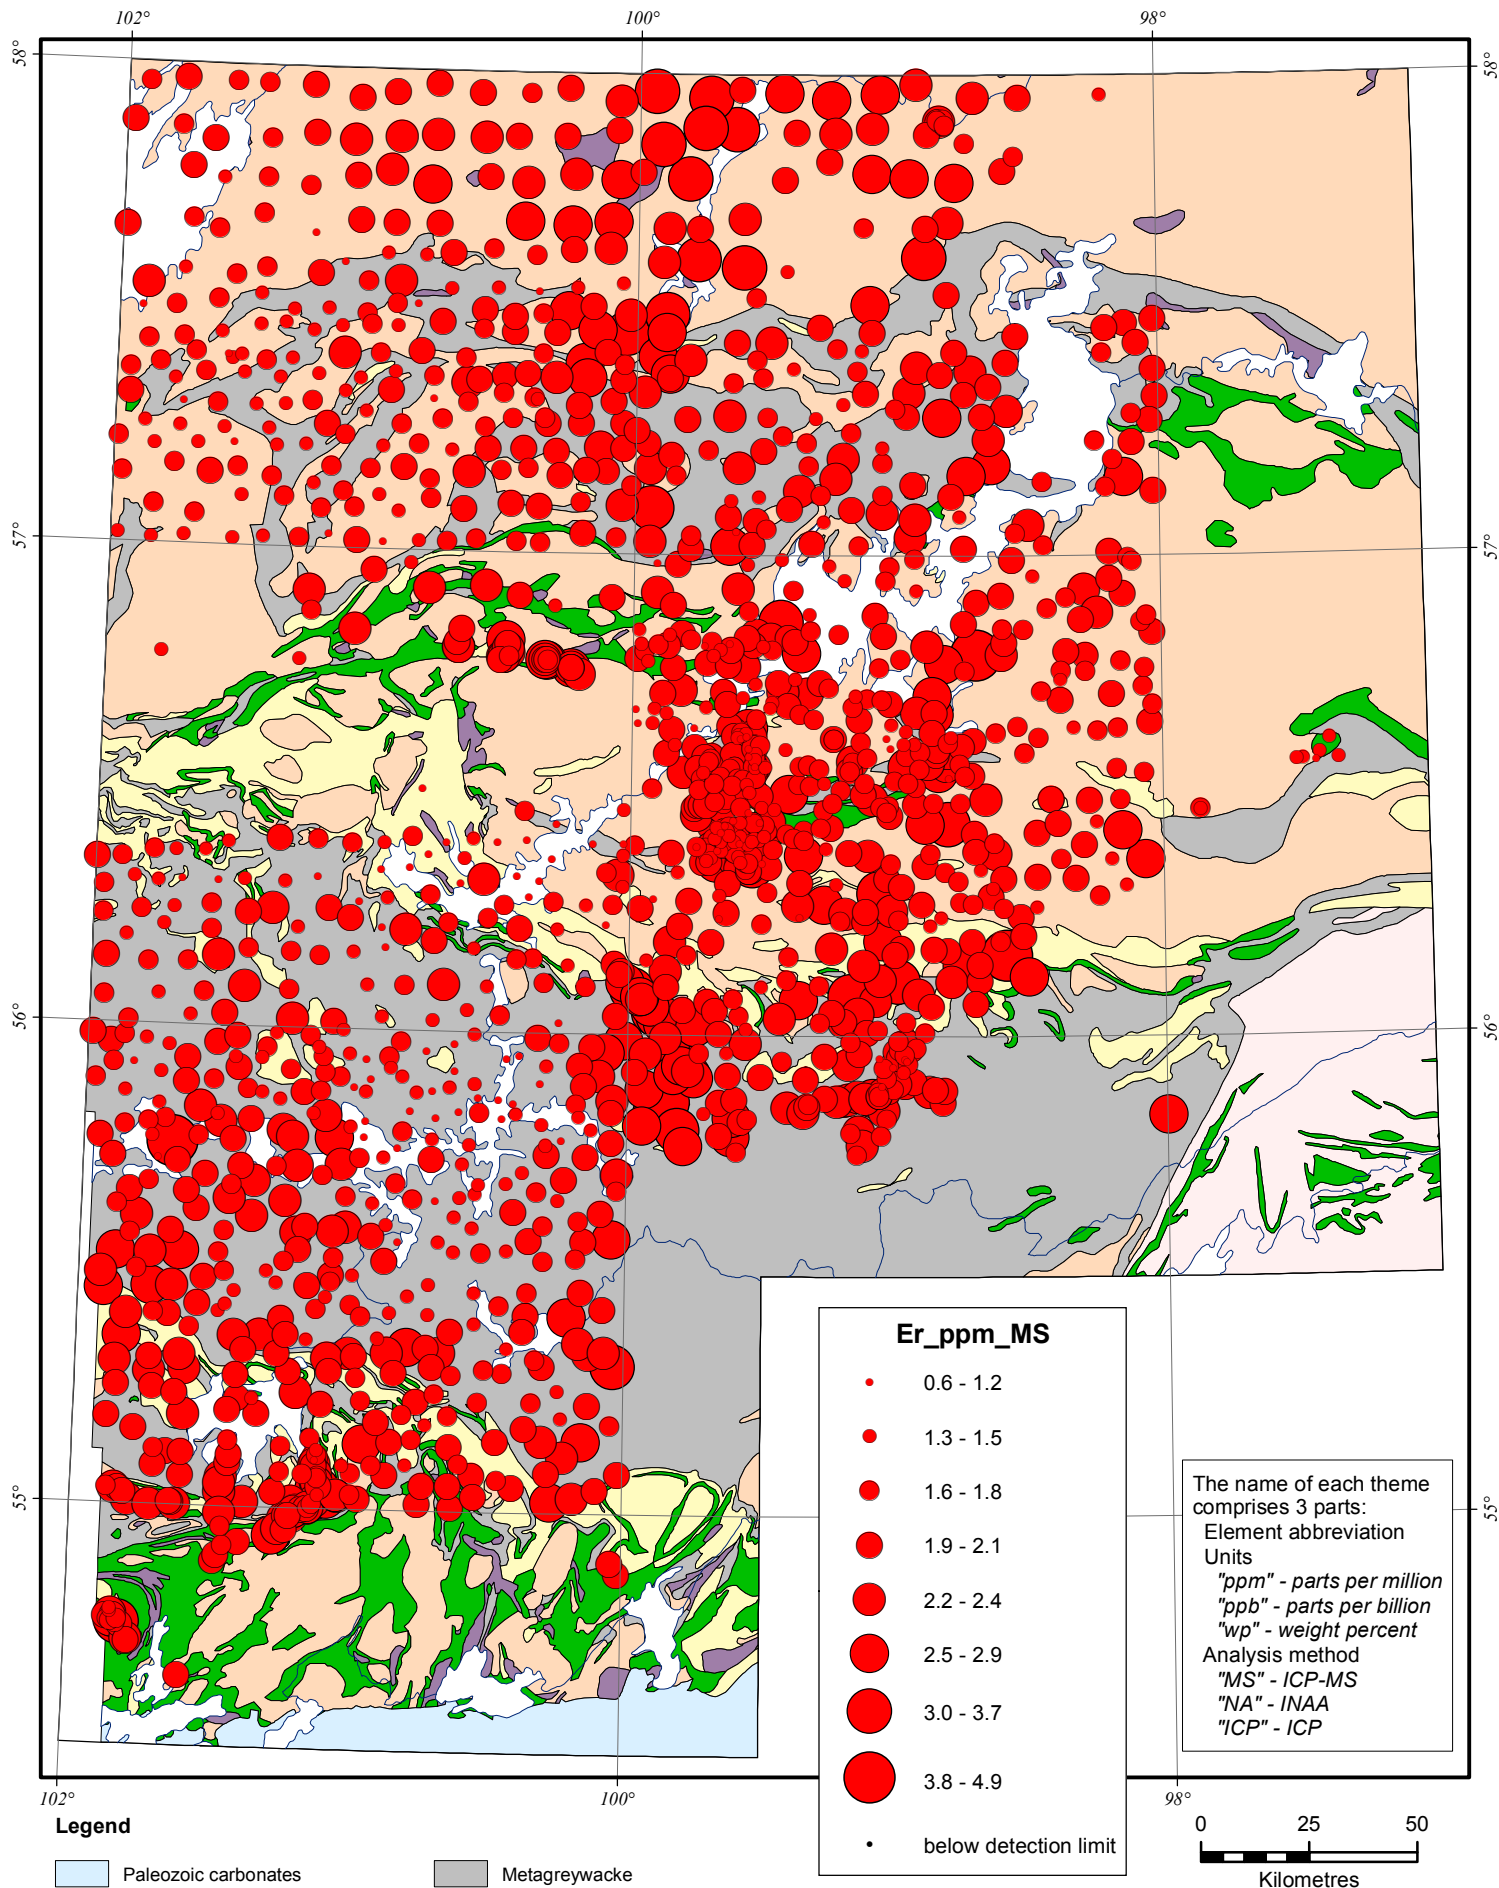 102° 100° 98°
58° 58°
57° 57°
56° 56°
55° 55°
Er_ppm_MS
0.6 - 1.2
1.3 - 1.5
1.6 - 1.8
1.9 - 2.1
2.2 - 2.4
2.5 - 2.9
3.0 - 3.7
3.8 - 4.9
below detection limit
The name of each theme
comprises 3 parts:
Element abbreviation
Units
"ppm" - parts per million
"ppb" - parts per billion
"wp" - weight percent
Analysis method
"MS" - ICP-MS
"NA" - INAA
"ICP" - ICP
102° 100° 98°
Legend
Paleozoic carbonates
Metagreywacke
0 25 50
Kilometres